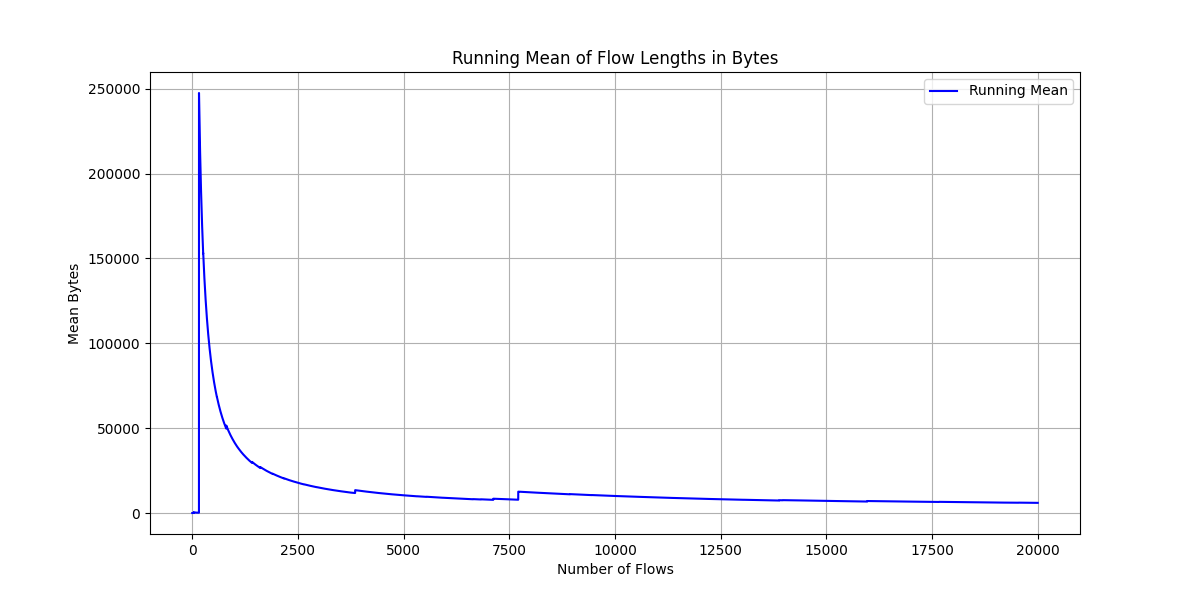 Running Mean of Flow Lengths in Bytes
Running Mean
Mean Bytes
250000
200000
150000
100000
50000
0
0 2500 5000 7500 10000 12500 15000 17500 20000
Number of Flows